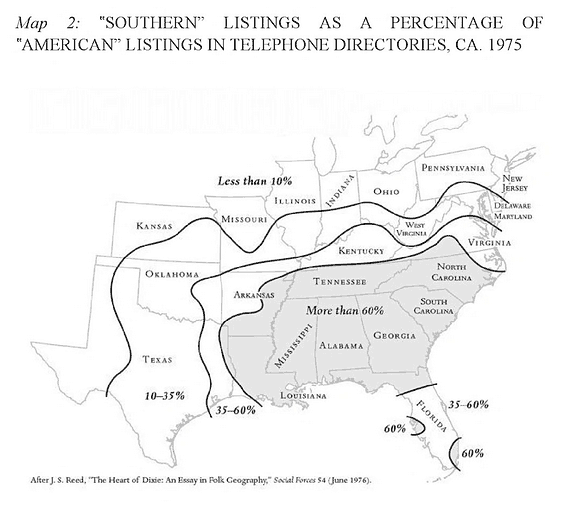 Map 2: "SOUTHERN” LISTINGS AS A PERCENTAGE OF
"AMERICAN” LISTINGS IN TELEPHONE DIRECTORIES, CA. 1975
PENNSYLVANIA
Less than 10%
INDIANA
OHIO
NEW
JERSEY
ILLINOIS
DELAWARE
MARYLAND
KANSAS
MISSOURI
WEST
VIRGINIA
VIRGINIA
KENTUCKY
OKLAHOMA
NORTH
CAROLINA
TENNESSEE
ARKANSAS
SOUTH
CAROLINA
More than 60%
MISSISSIPPI
ALABAMA
GEORGIA
TEXAS
10–35%
LOUISIANA
35–60%
FLORIDA
35–60%
60%
60%
After J. S. Reed, "The Heart of Dixie: An Essay in Folk Geography," Social Forces 54 (June 1976).